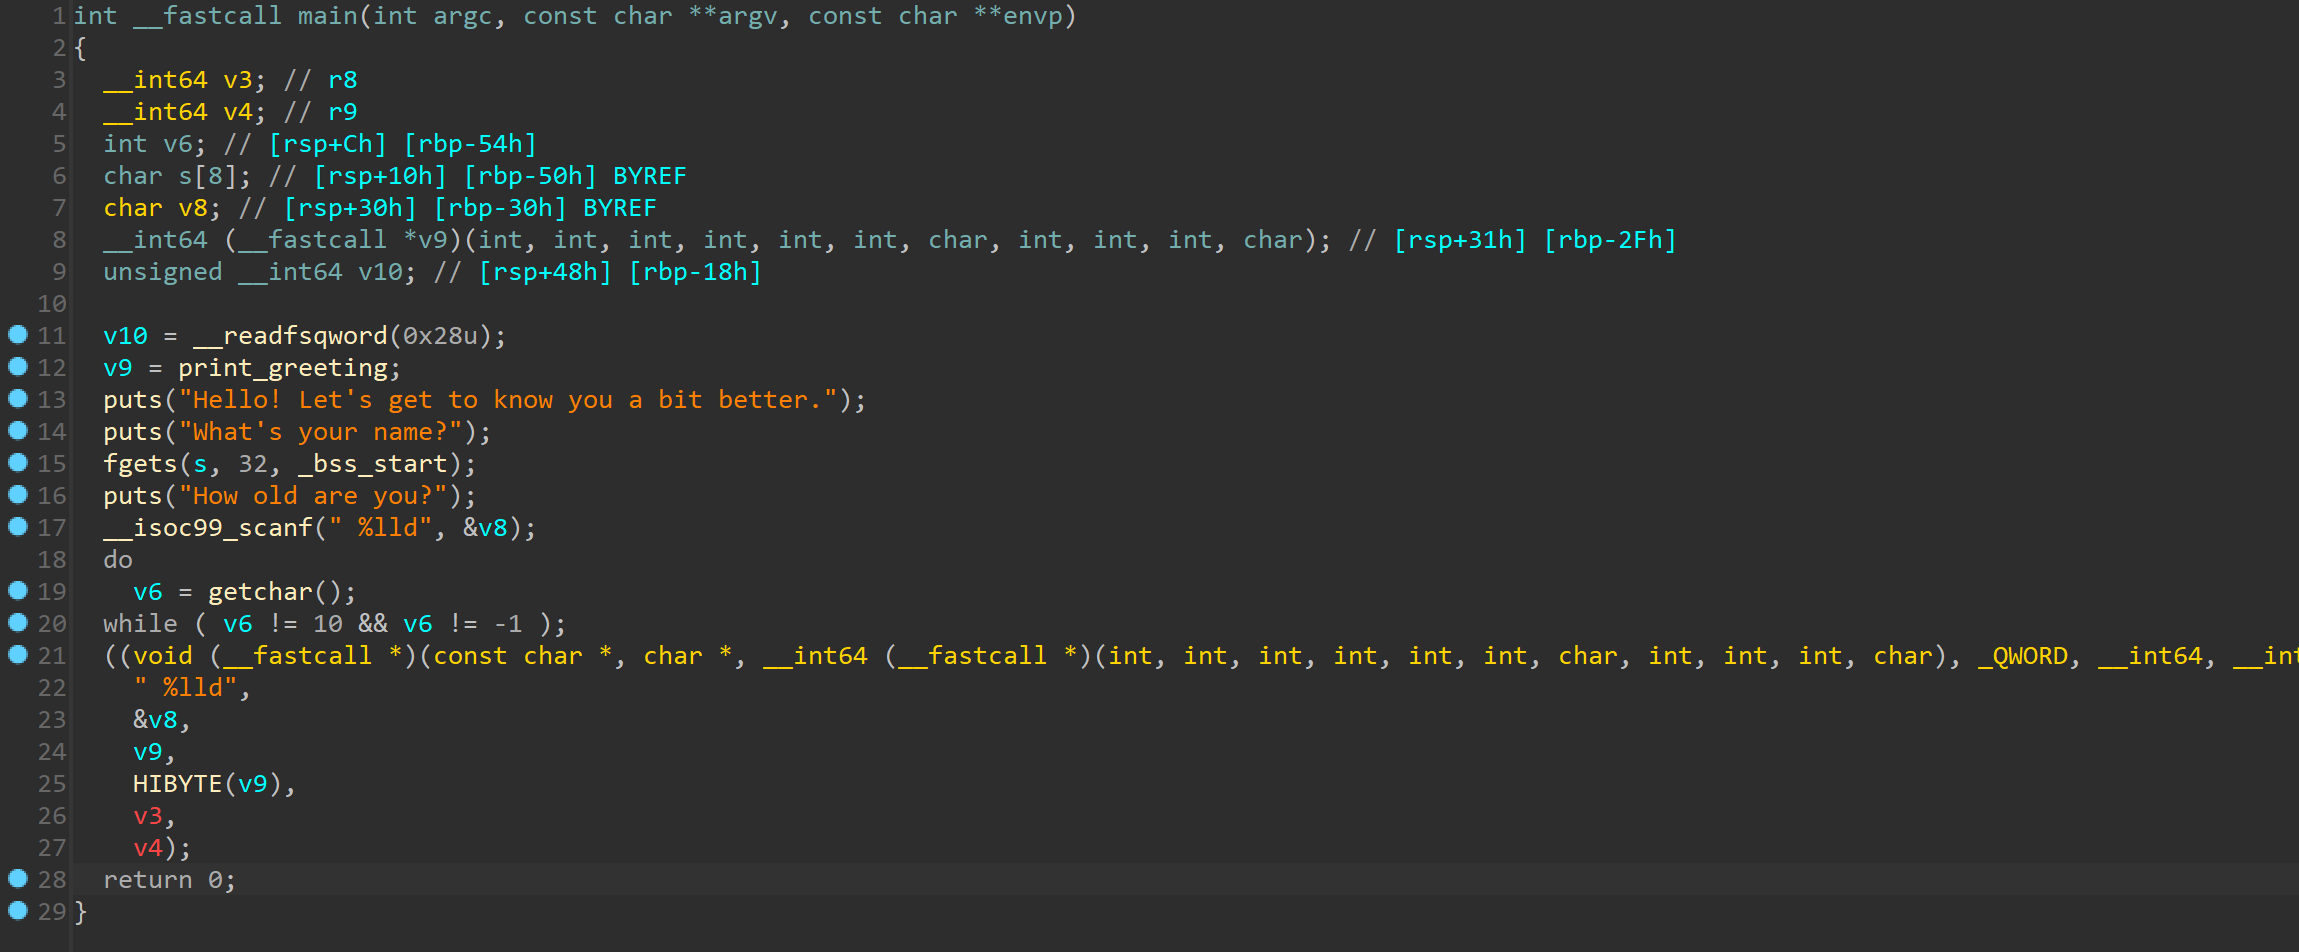 1 int __fastcall main(int argc, const char **argv, const char **envp)
2 {
3   __int64 v3; // r8
4   __int64 v4; // r9
5   int v6; // [rsp+Ch] [rbp-54h]
6   char s[8]; // [rsp+10h] [rbp-50h] BYREF
7   char v8; // [rsp+30h] [rbp-30h] BYREF
8   __int64 (__fastcall *v9)(int, int, int, int, int, int, char, int, int, int, char); // [rsp+31h] [rbp-2Fh]
9   unsigned __int64 v10; // [rsp+48h] [rbp-18h]
10
11   v10 = __readfsqword(0x28u);
12   v9 = print_greeting;
13   puts("Hello! Let's get to know you a bit better.");
14   puts("What's your name?");
15   fgets(s, 32, _bss_start);
16   puts("How old are you?");
17   __isoc99_scanf(" %lld", &v8);
18   do
19     v6 = getchar();
20   while ( v6 != 10 && v6 != -1 );
21   ((void (__fastcall *)(const char *, char *, __int64 (__fastcall *)(int, int, int, int, int, int, char, int, int, int, char), _QWORD, __int64, __int
22     " %lld",
23     &v8,
24     v9,
25     HIBYTE(v9),
26     v3,
27     v4);
28   return 0;
29 }